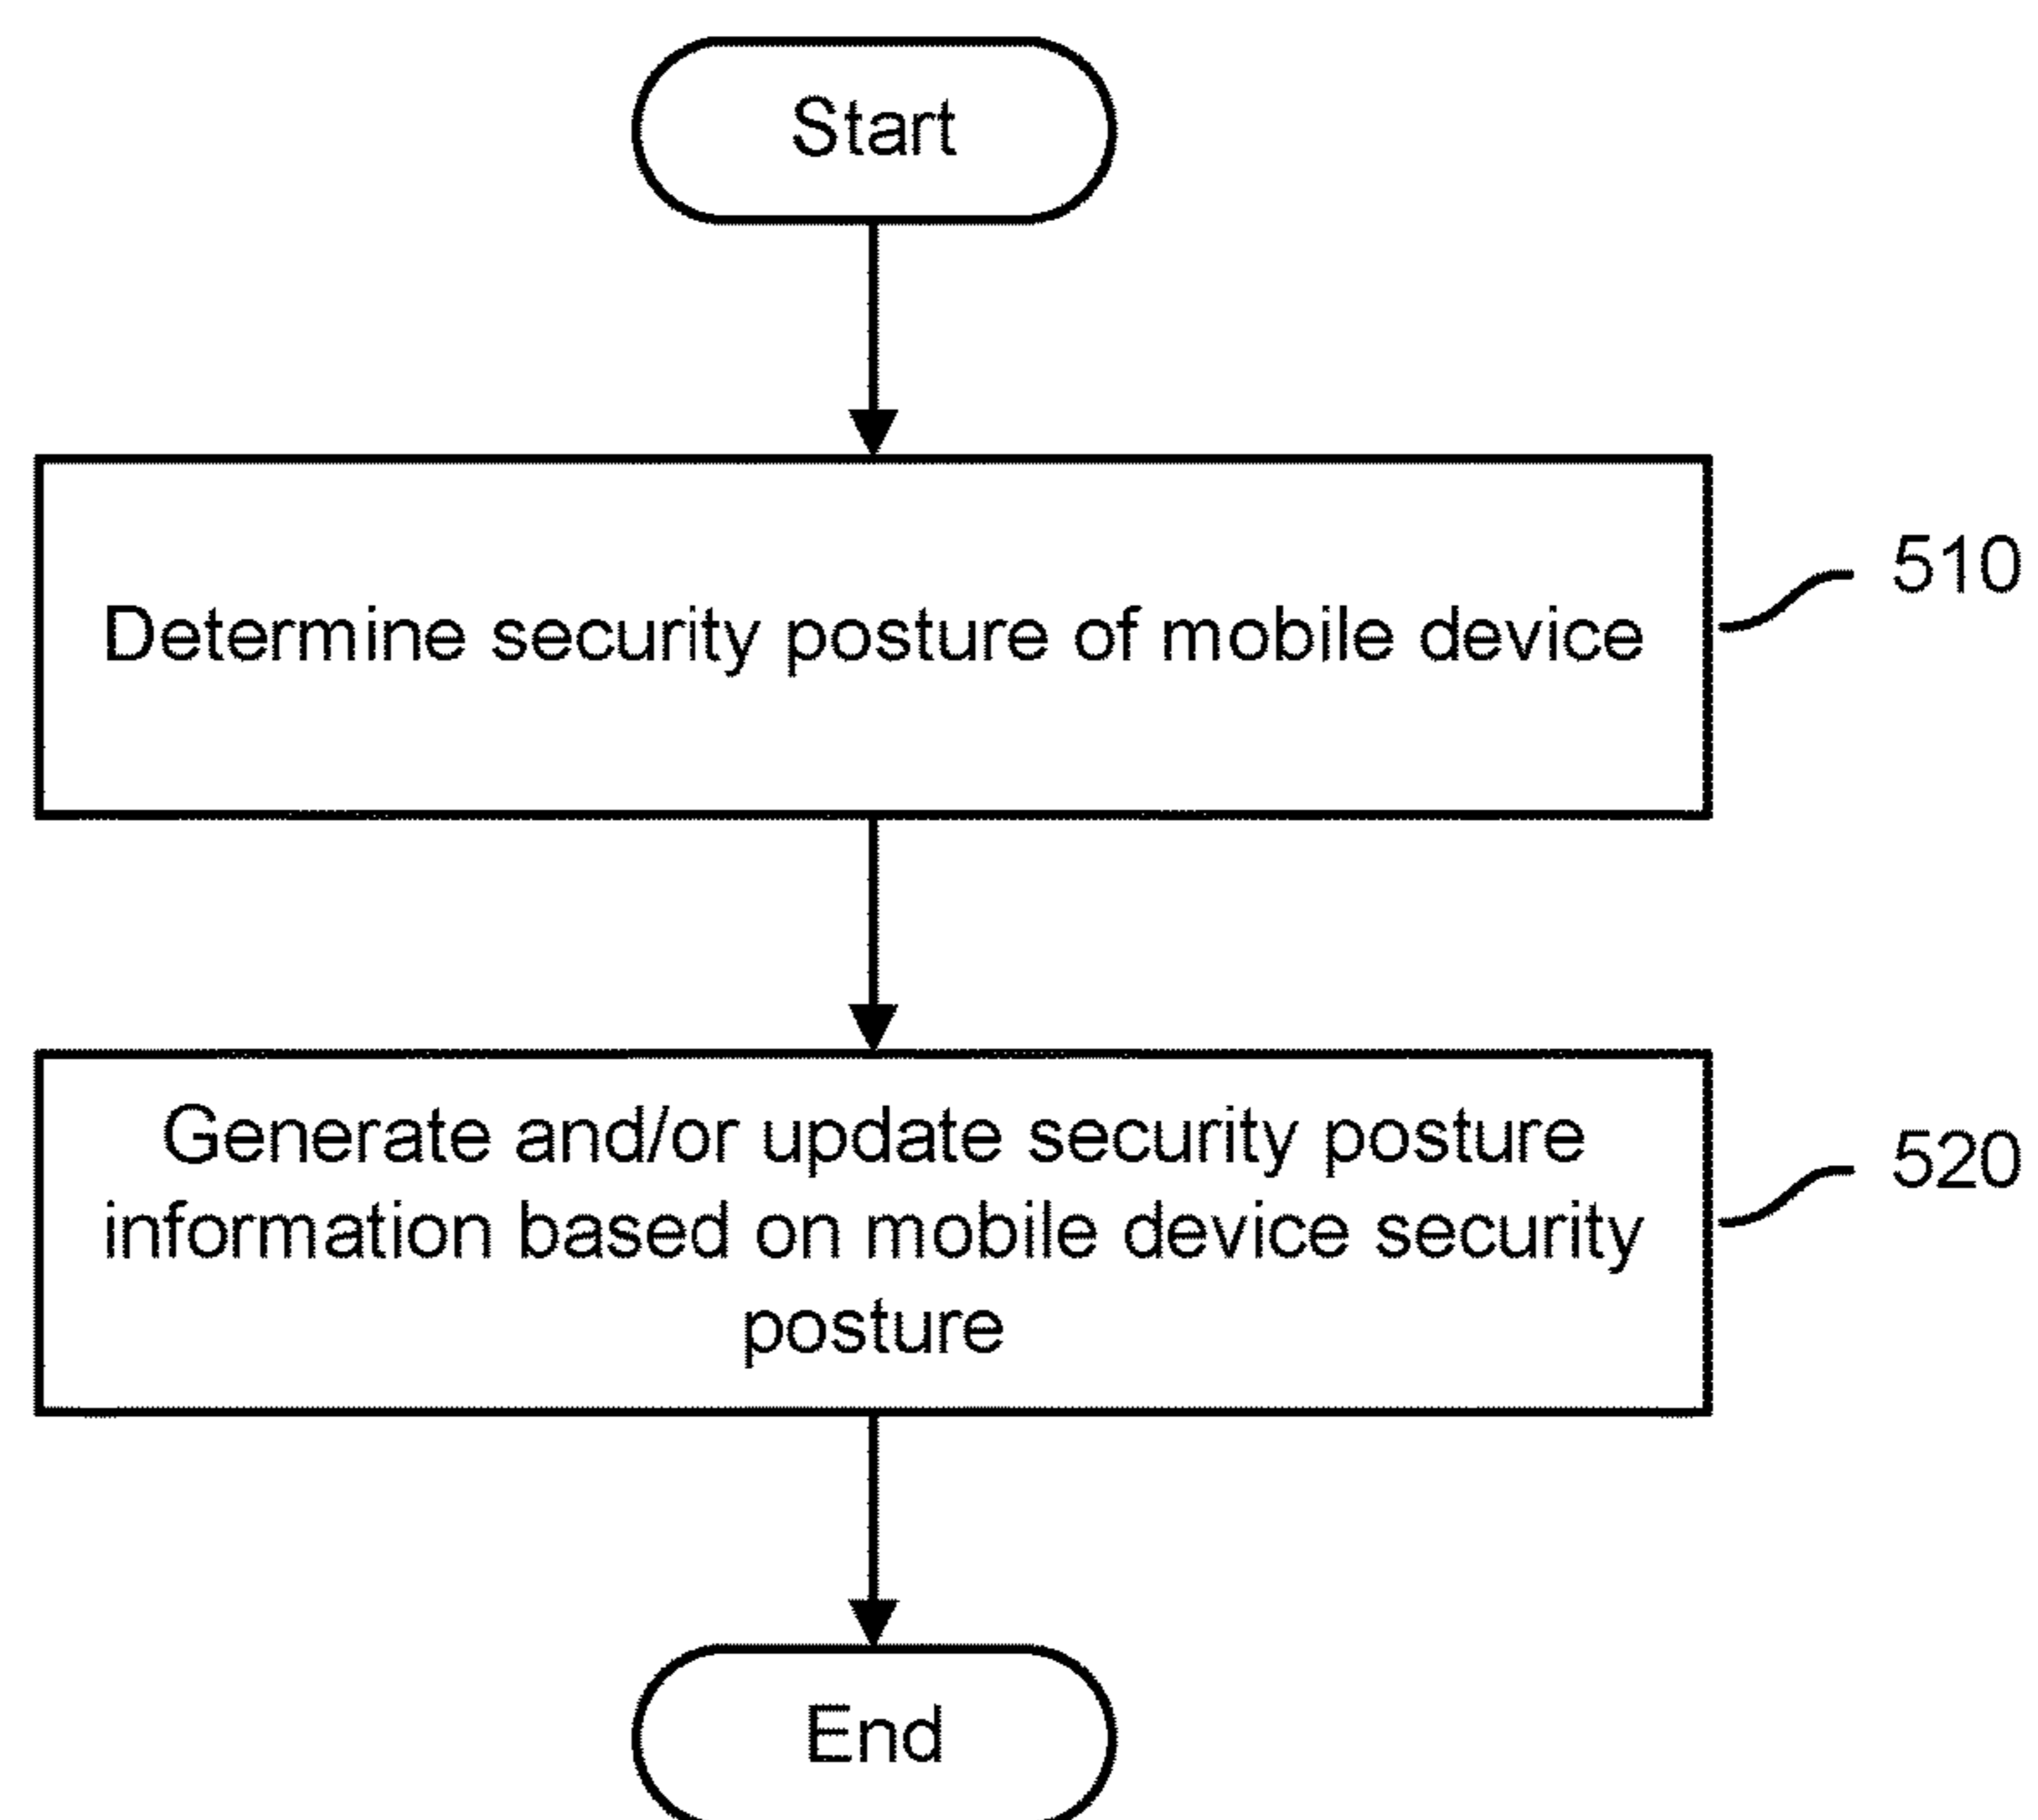 Start
Determine security posture of mobile device
510
Generate and/or update security posture
information based on mobile device security
posture
520
End